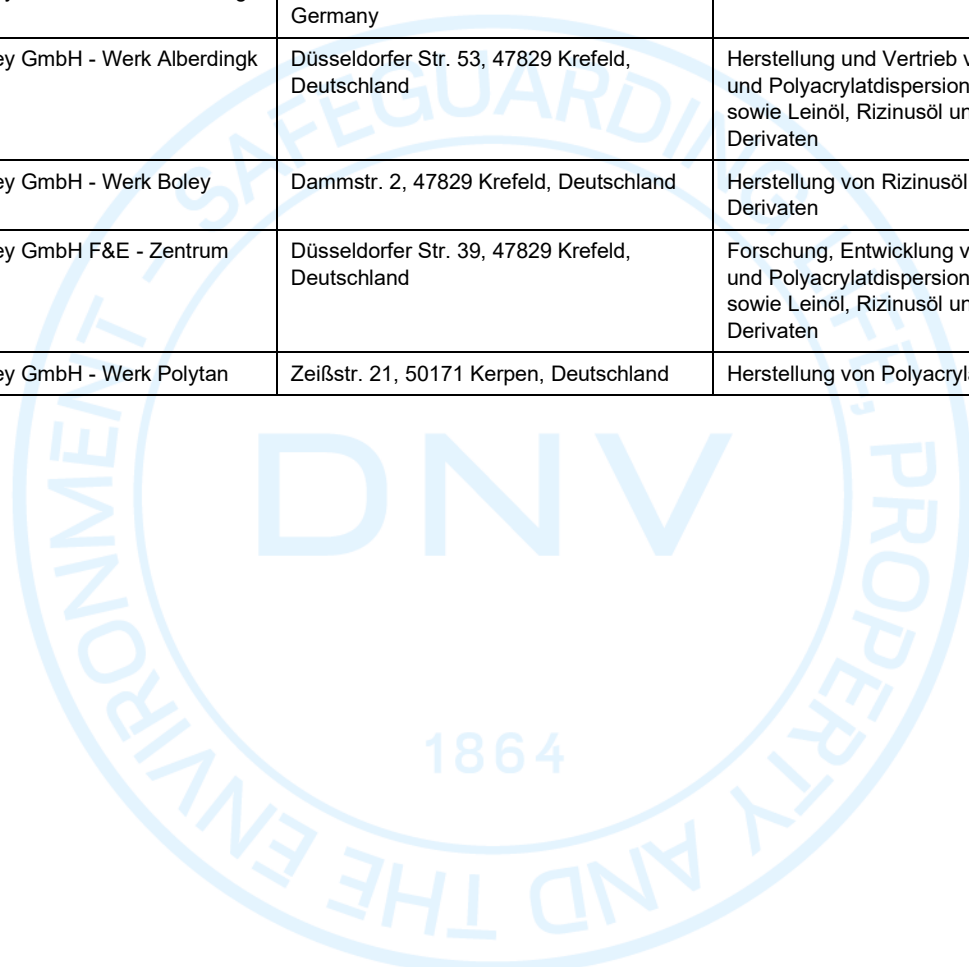 Germany
ey GmbH - Werk Alberdingk
Düsseldorfer Str. 53, 47829 Krefeld,
Deutschland
Herstellung und Vertrieb v
und Polyacrylatdispersion
sowie Leinöl, Rizinusöl un
Derivaten
ey GmbH - Werk Boley
Dammstr. 2, 47829 Krefeld, Deutschland
Herstellung von Rizinusöl
Derivaten
ey GmbH F&E - Zentrum
Düsseldorfer Str. 39, 47829 Krefeld,
Deutschland
Forschung, Entwicklung v
und Polyacrylatdispersion
sowie Leinöl, Rizinusöl un
Derivaten
ey GmbH - Werk Polytan
Zeißstr. 21, 50171 Kerpen, Deutschland
Herstellung von Polyacryl
SAFEGUARDING LIFE, PROPERTY AND THE ENVIRONMENT -
DNV
1864